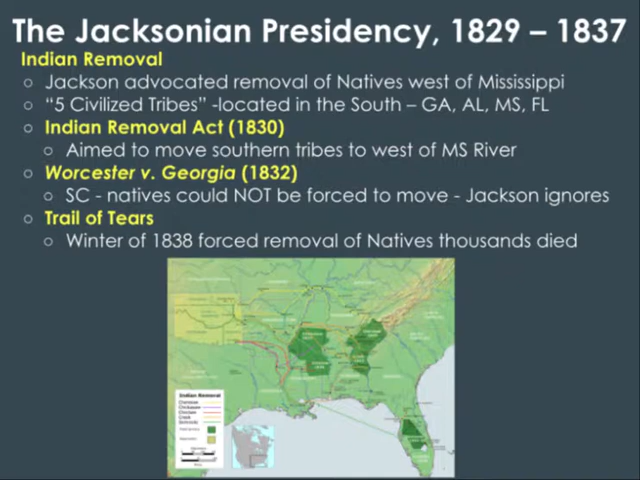 The Jacksonian Presidency, 1829 – 1837
Indian Removal
○ Jackson advocated removal of Natives west of Mississippi
○ “5 Civilized Tribes” -located in the South – GA, AL, MS, FL
○ Indian Removal Act (1830)
○ Aimed to move southern tribes to west of MS River
○ Worcester v. Georgia (1832)
○ SC - natives could NOT be forced to move - Jackson ignores
○ Trail of Tears
○ Winter of 1838 forced removal of Natives thousands died
Indian Removal